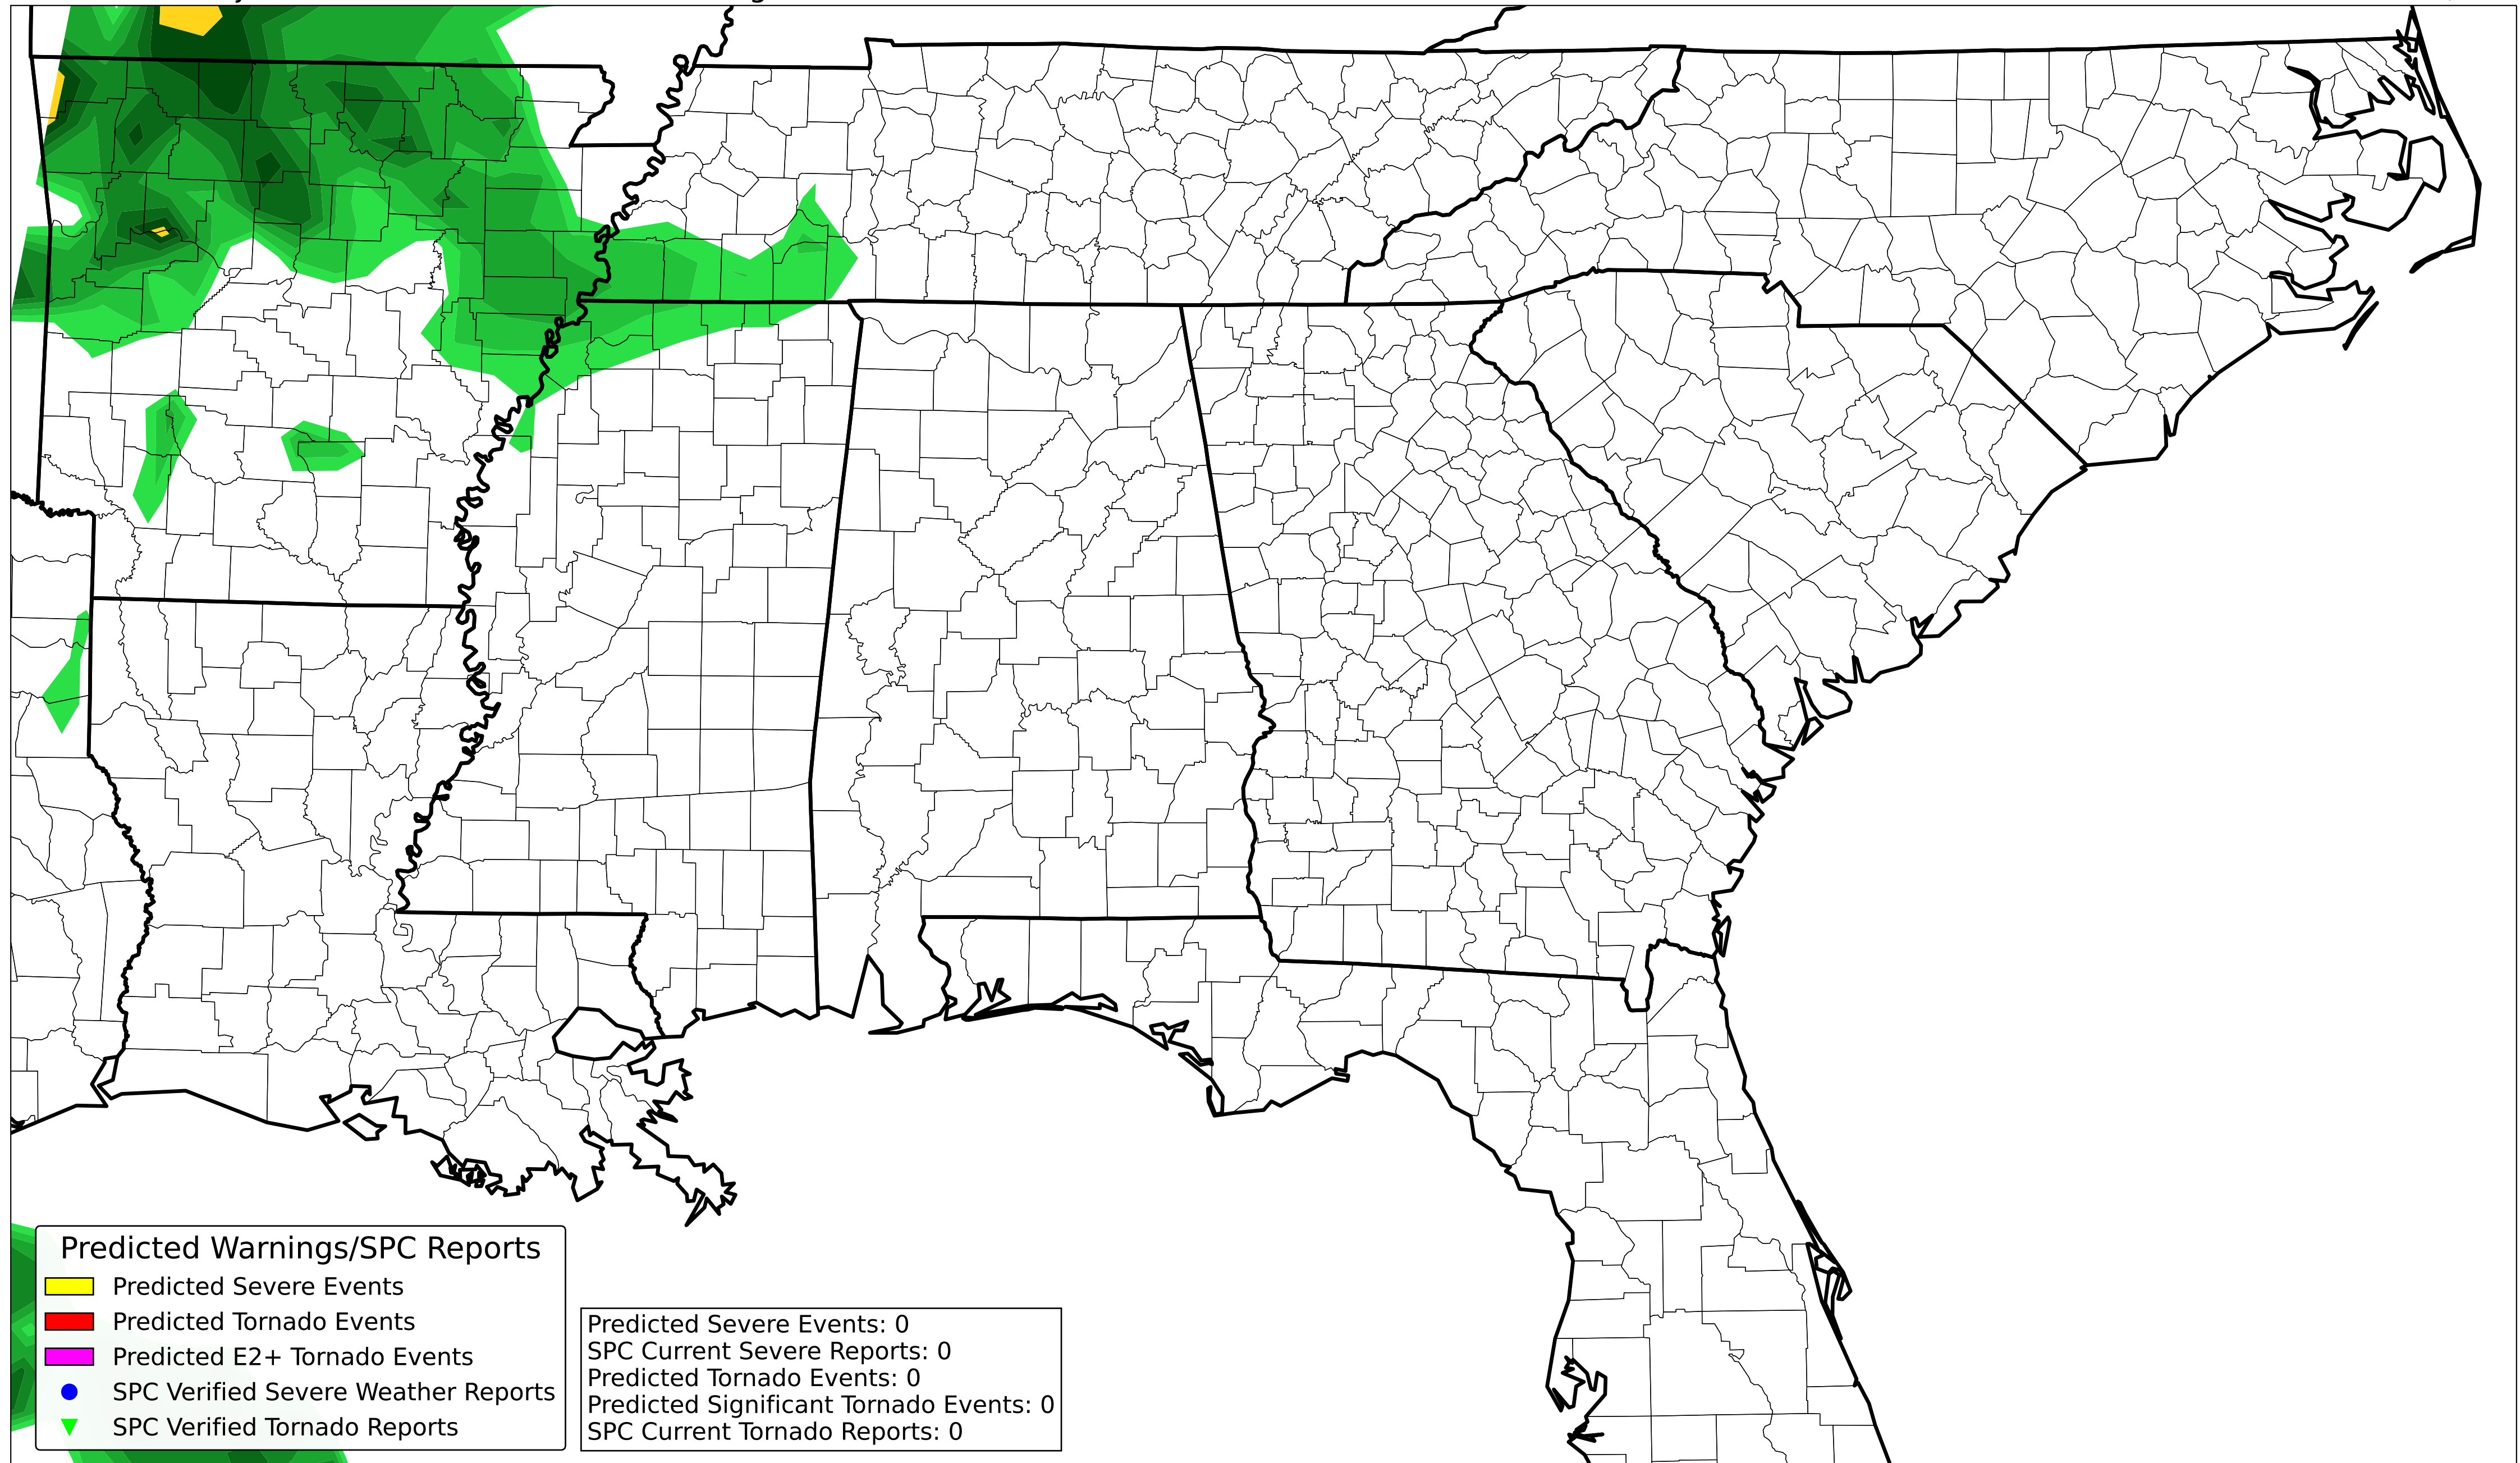 Predicted Warnings/SPC Reports
Predicted Severe Events
Predicted Tornado Events
Predicted E2+ Tornado Events
SPC Verified Severe Weather Reports
SPC Verified Tornado Reports
Predicted Severe Events: 0
SPC Current Severe Reports: 0
Predicted Tornado Events: 0
Predicted Significant Tornado Events: 0
SPC Current Tornado Reports: 0